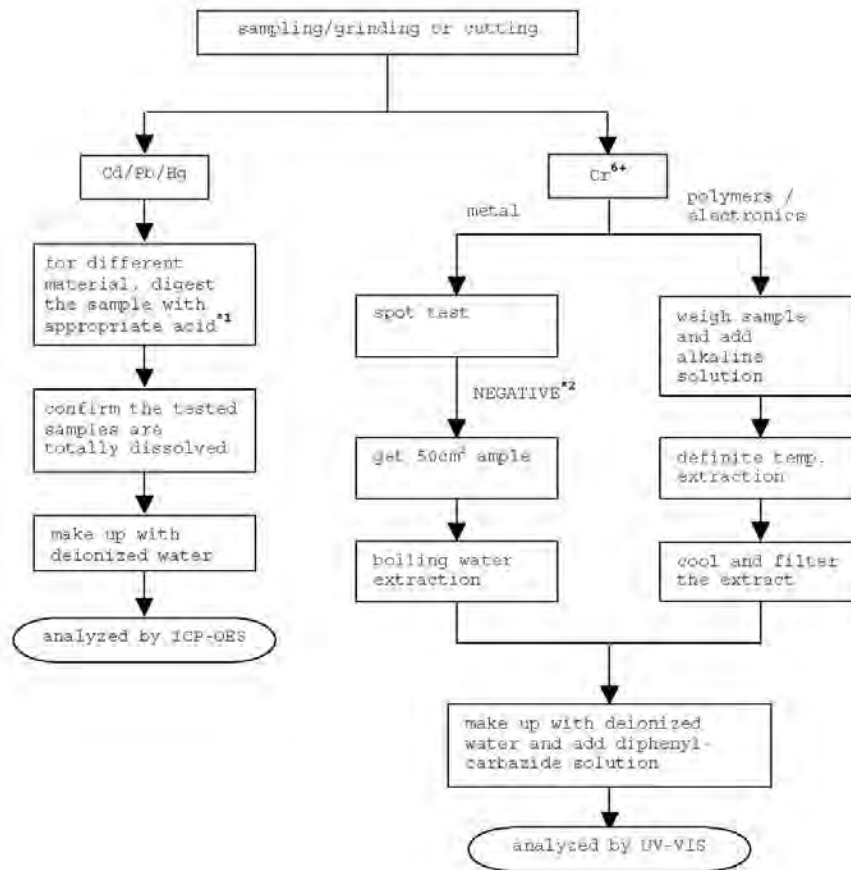 sampling/grinding or cutting
Cd/Pb/Hg
for different
material, digest
the sample with
appropriate acid*1
confirm the tested
samples are
totally dissolved
make up with
deionized water
analyzed by ICP-OES
Cr6+
metal
spot test
NEGATIVE*2
get 50cm2 ample
boiling water
extraction
polymers /
electronics
weigh sample
and add
alkaline
solution
definite temp.
extraction
cool and filter
the extract
make up with deionized
water and add diphenyl-
carbazide solution
analyzed by UV-VIS